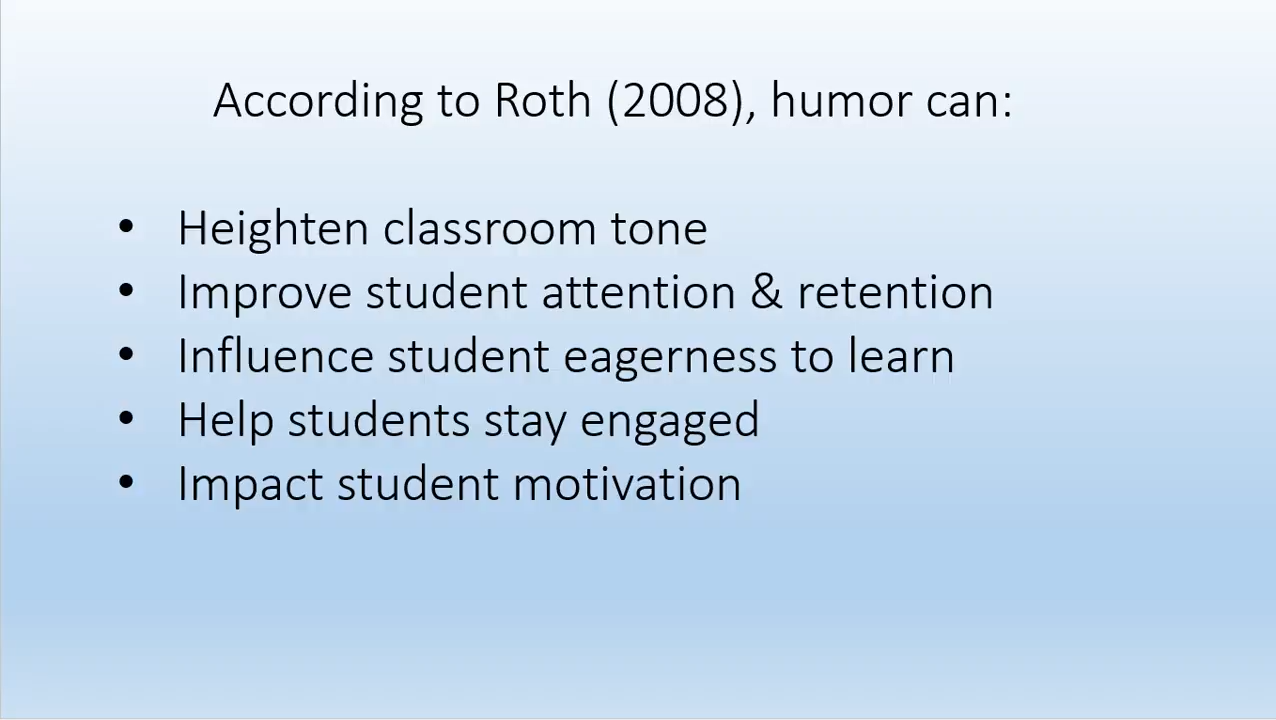 According to Roth (2008), humor can:
• Heighten classroom tone
• Improve student attention & retention
• Influence student eagerness to learn
• Help students stay engaged
• Impact student motivation